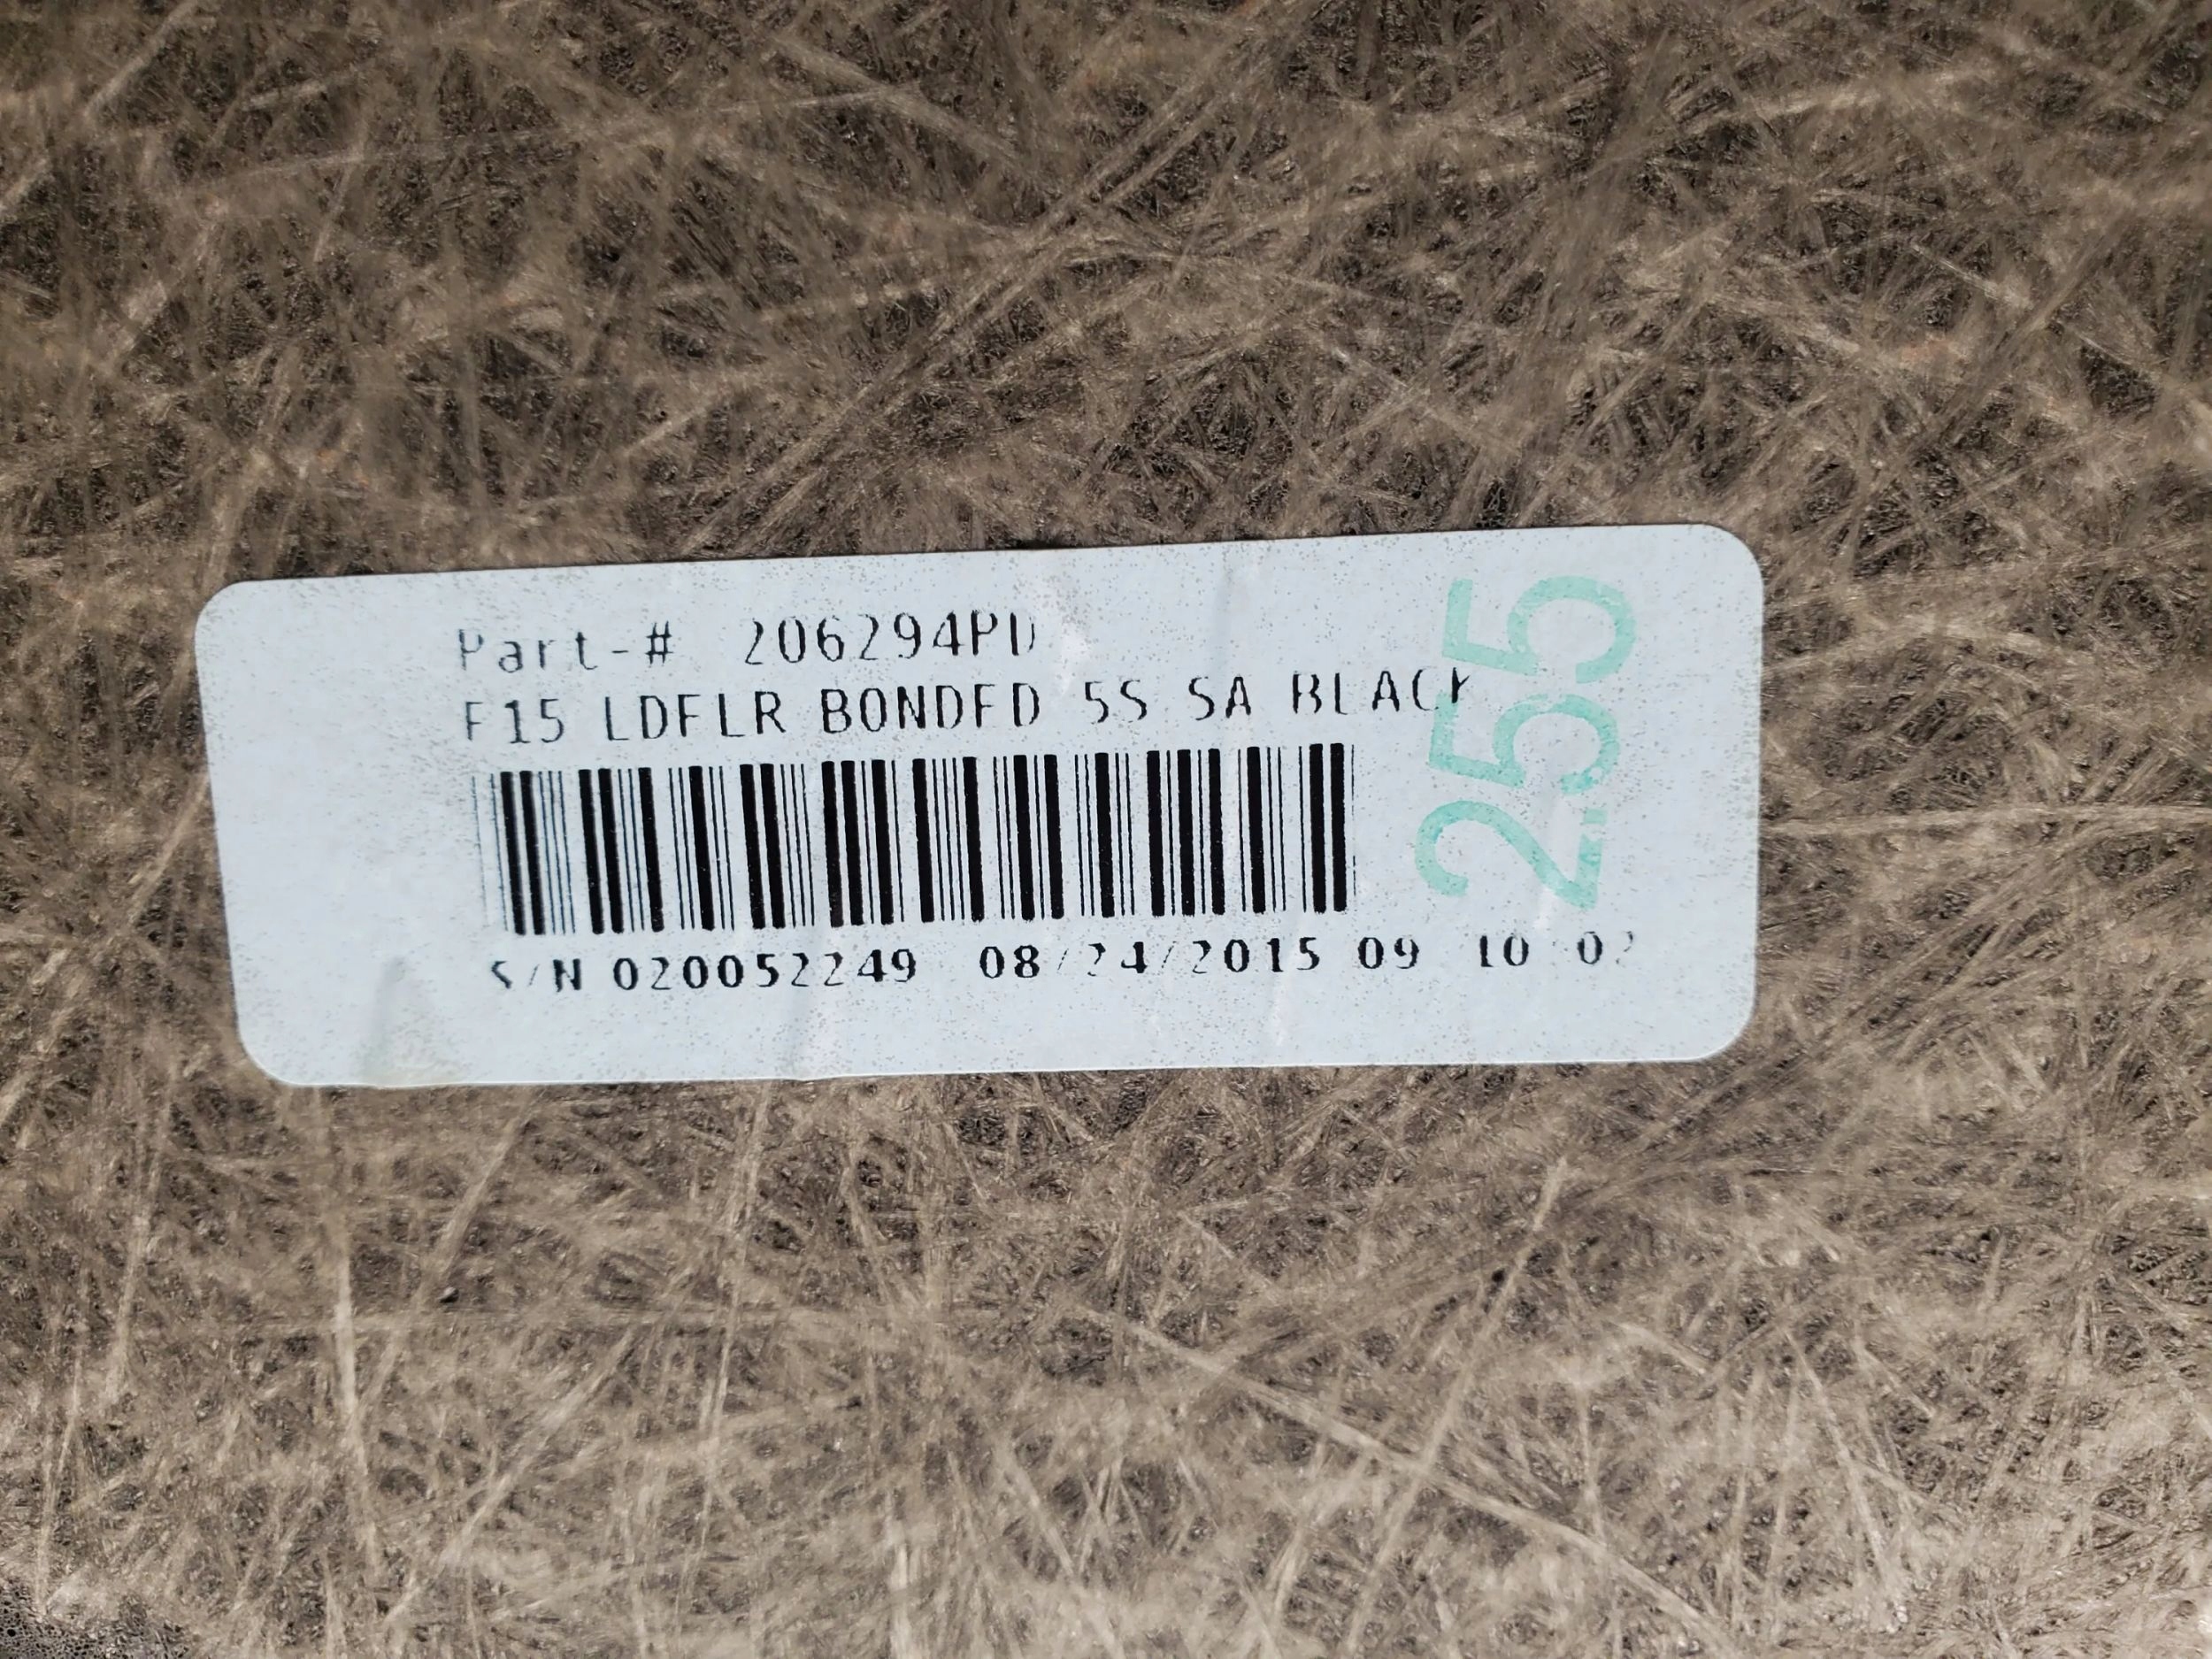 Part-# 206294PD
F15 LDFLR BONDED 5S SA BLACK
S/N 020052249 08/24/2015 09 10 02
255